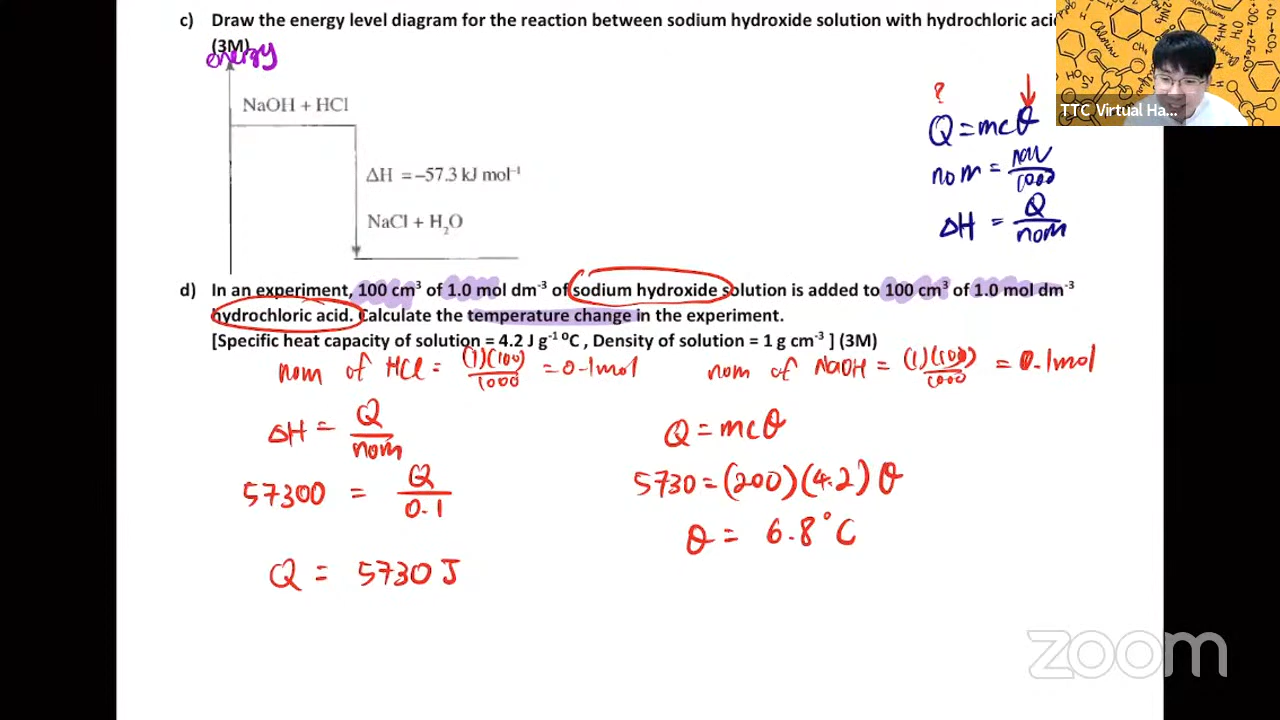 c) Draw the energy level diagram for the reaction between sodium hydroxide solution with hydrochloric acid
(3M)
energy
NaOH + HCl
ΔH = –57.3 kJ mol⁻¹
NaCl + H₂O
?
Q = mcθ
nom = MV/1000
ΔH = Q/nom
TTC Virtual Ha...
d) In an experiment, 100 cm³ of 1.0 mol dm⁻³ of sodium hydroxide solution is added to 100 cm³ of 1.0 mol dm⁻³
hydrochloric acid. Calculate the temperature change in the experiment.
[Specific heat capacity of solution = 4.2 J g⁻¹ ⁰C , Density of solution = 1 g cm⁻³ ] (3M)
nom of HCl = (1)(100)/1000 = 0.1mol
nom of NaOH = (1)(100)/1000 = 0.1mol
ΔH = Q/nom
57300 = Q/0.1
Q = 5730J
Q = mcθ
5730 = (200)(4.2)θ
θ = 6.8°C
zoom